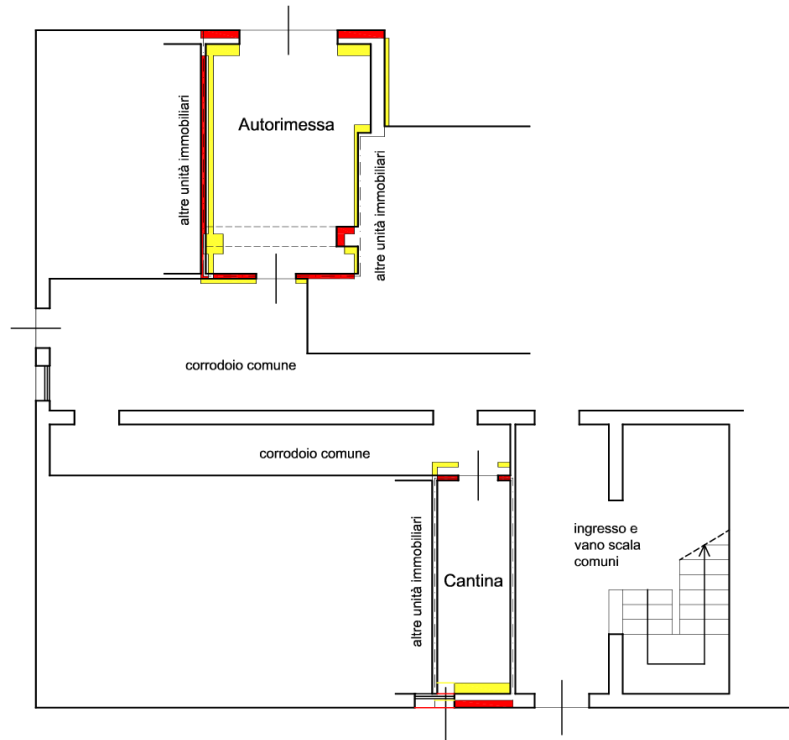 Autorimessa
altre unità immobiliari
altre unità immobiliari
corrodoio comune
corrodoio comune
altre unità immobiliari
ingresso e
vano scala
comuni
Cantina